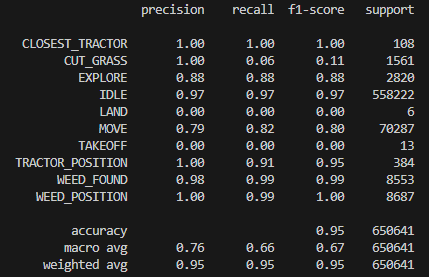 precision recall f1-score support
CLOSEST_TRACTOR 1.00 1.00 1.00 108
CUT_GRASS 1.00 0.06 0.11 1561
EXPLORE 0.88 0.88 0.88 2820
IDLE 0.97 0.97 0.97 558222
LAND 0.00 0.00 0.00 6
MOVE 0.79 0.82 0.80 70287
TAKEOFF 0.00 0.00 0.00 13
TRACTOR_POSITION 1.00 0.91 0.95 384
WEED_FOUND 0.98 0.99 0.99 8553
WEED_POSITION 1.00 0.99 1.00 8687
accuracy 0.95 650641
macro avg 0.76 0.66 0.67 650641
weighted avg 0.95 0.95 0.95 650641